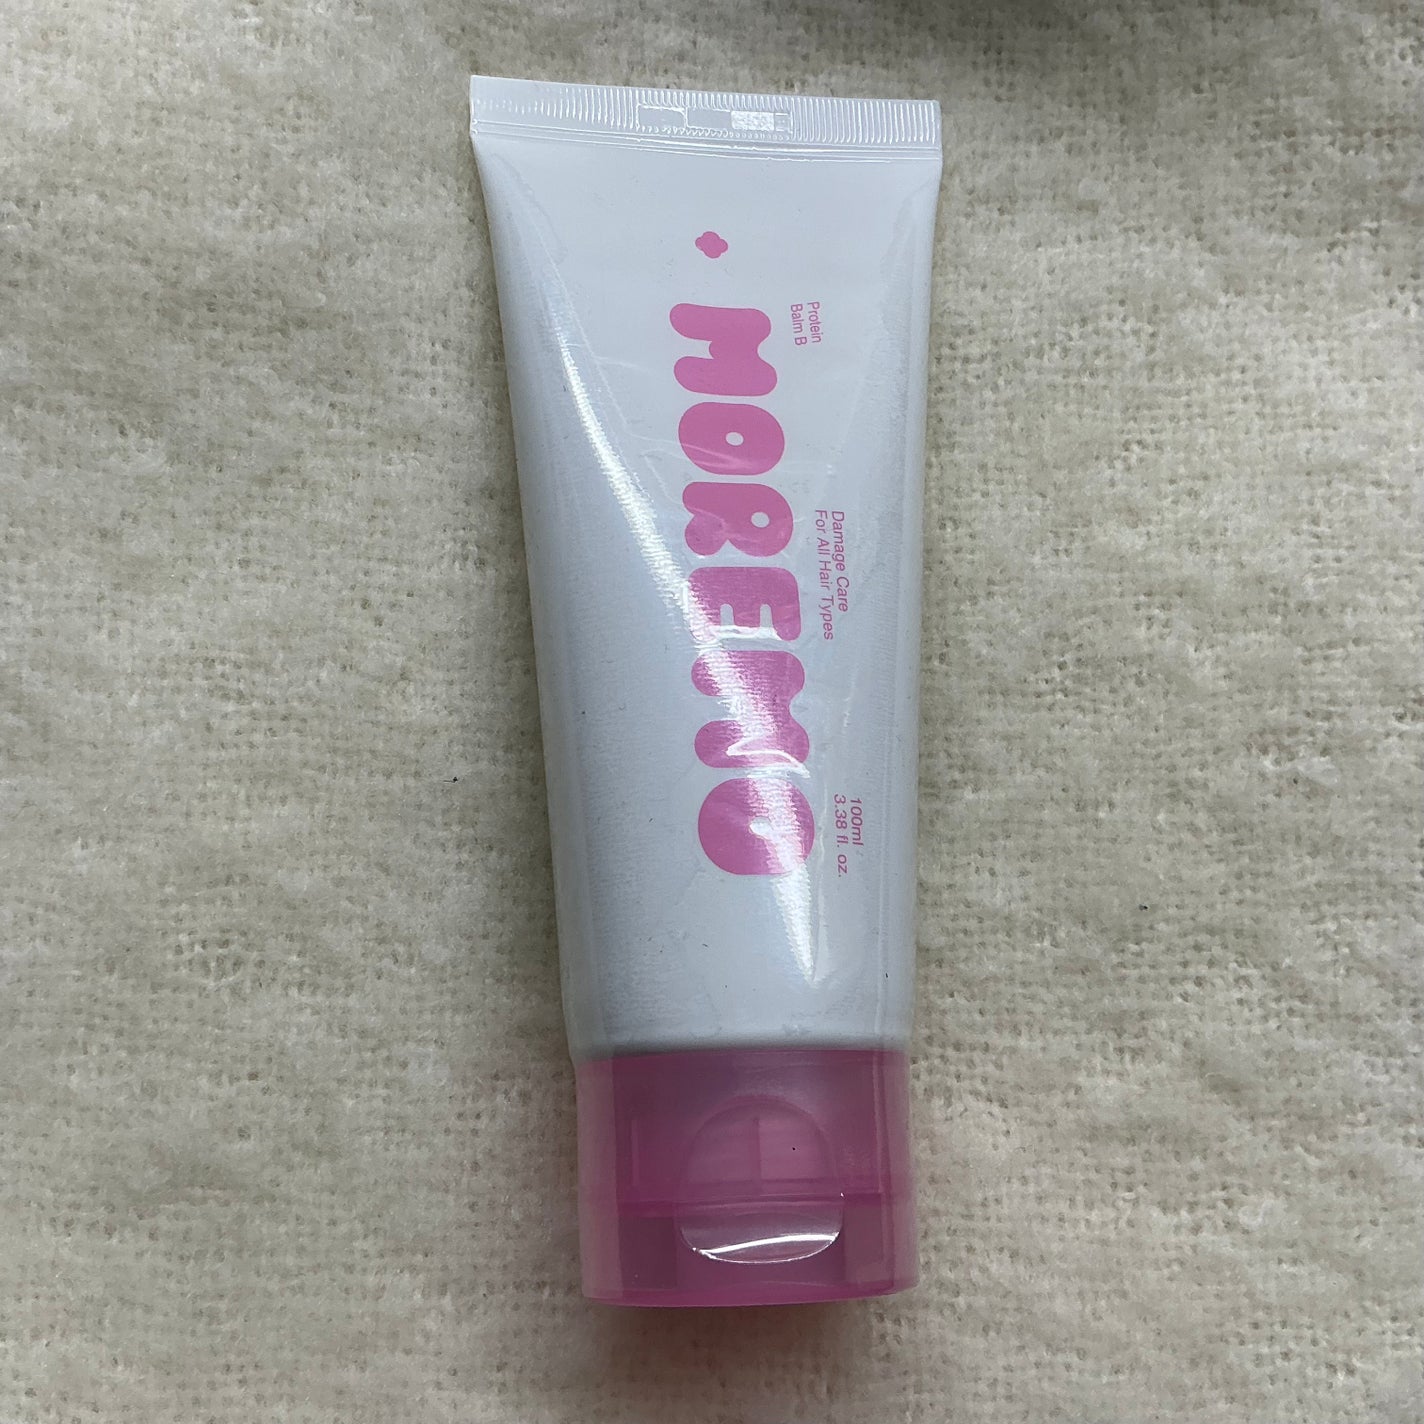 Protein
Balm B
Damage Care
For All Hair Types
100ml
3.38 fl. oz.
MOREMO